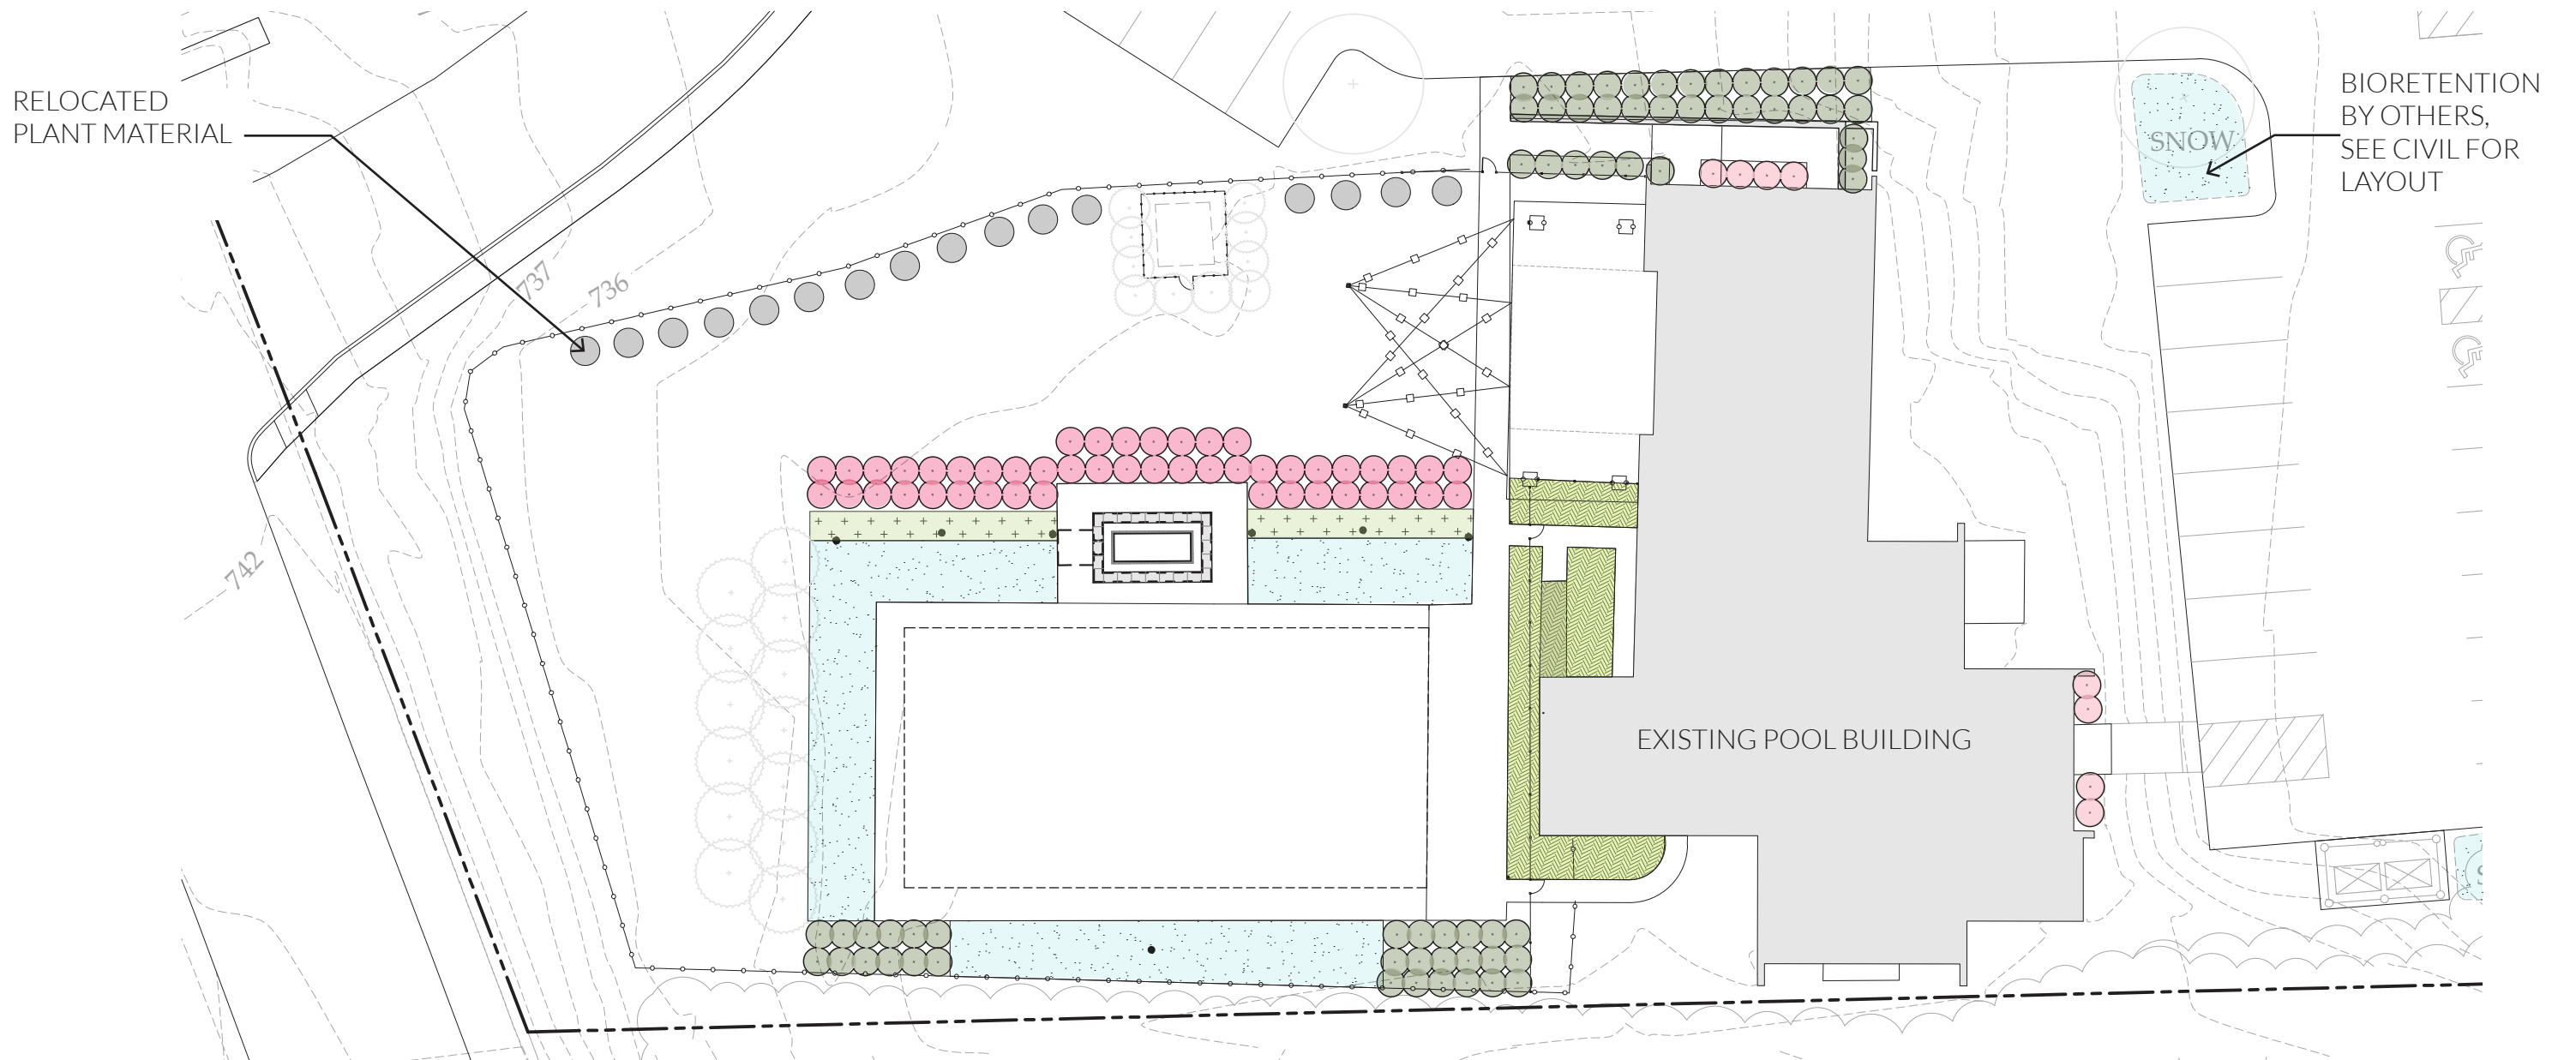 RELOCATED
PLANT MATERIAL
BIORETENTION
BY OTHERS,
SEE CIVIL FOR
LAYOUT
SNOW
737
736
742
EXISTING POOL BUILDING